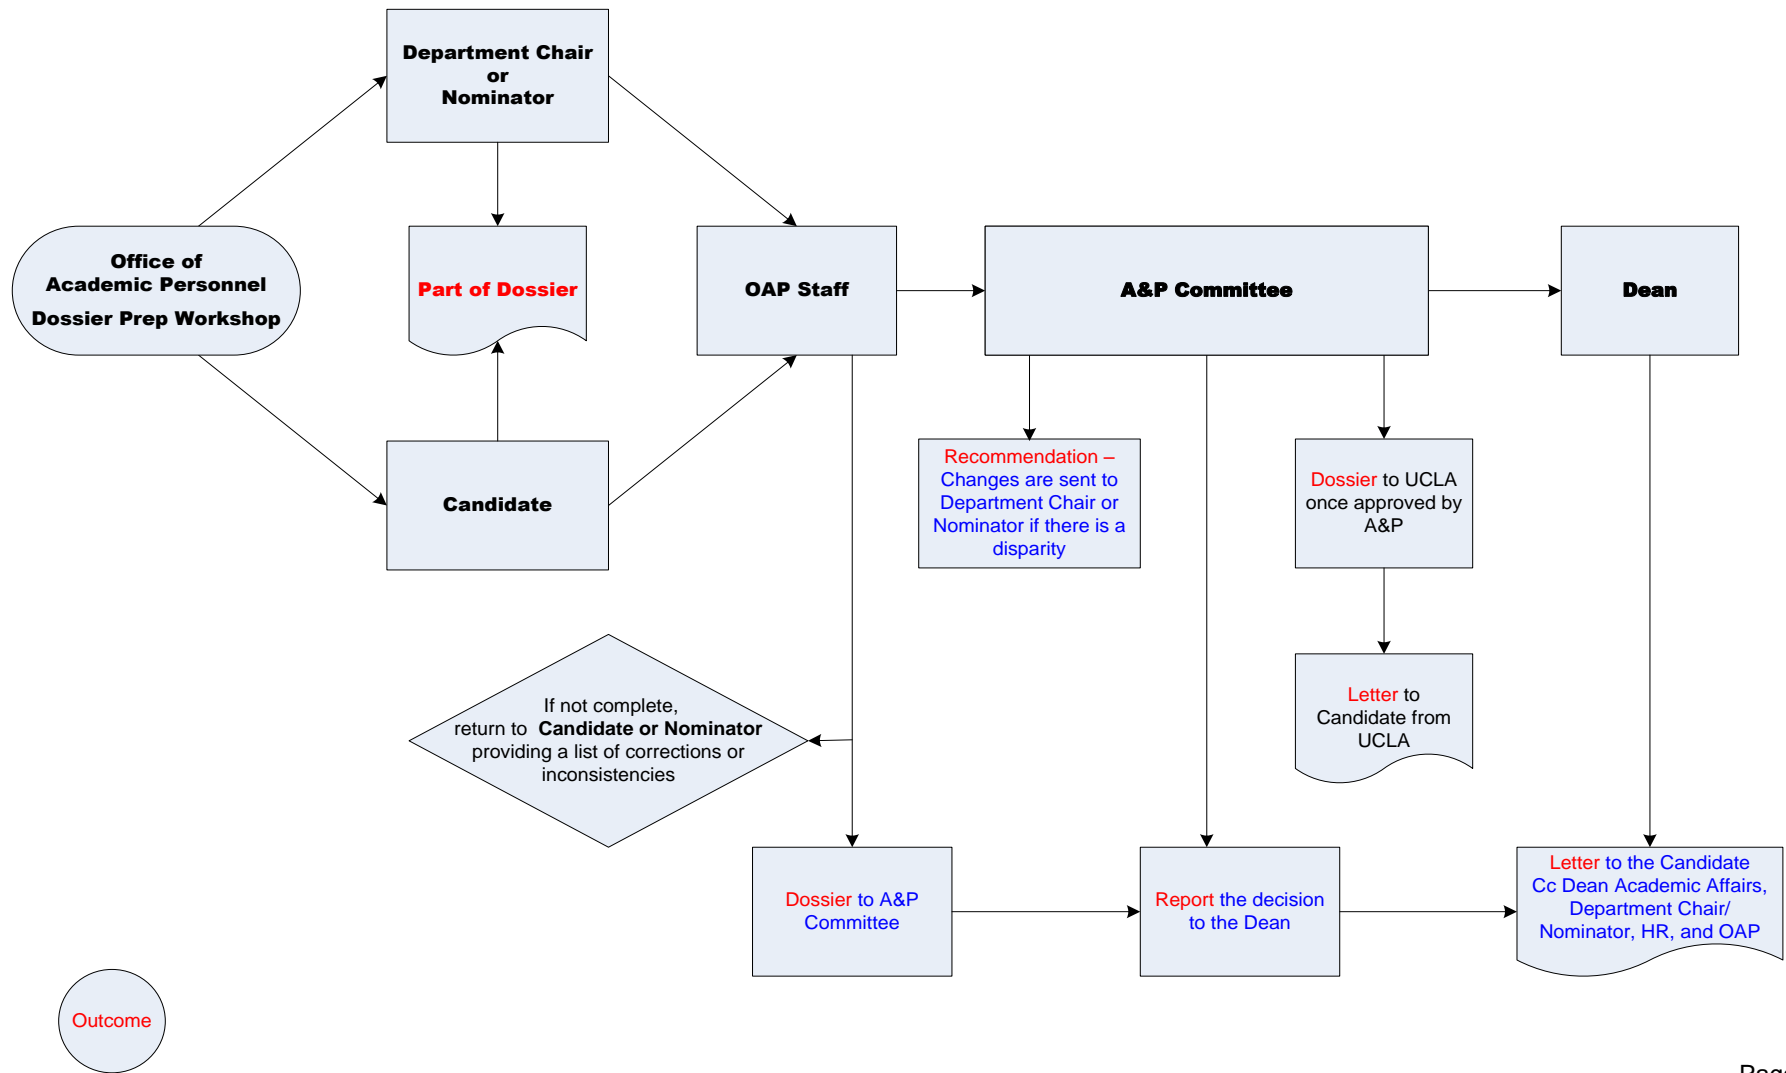 Department Chair
or
Nominator
Office of
Academic Personnel
Dossier Prep Workshop
Part of Dossier
OAP Staff
A&P Committee
Dean
Candidate
Recommendation –
Changes are sent to
Department Chair or
Nominator if there is a
disparity
Dossier to UCLA
once approved by
A&P
If not complete,
return to  Candidate or Nominator
providing a list of corrections or
inconsistencies
Letter to
Candidate from
UCLA
Dossier to A&P
Committee
Report the decision
to the Dean
Letter to the Candidate
Cc Dean Academic Affairs,
Department Chair/
Nominator, HR, and OAP
Outcome
Page